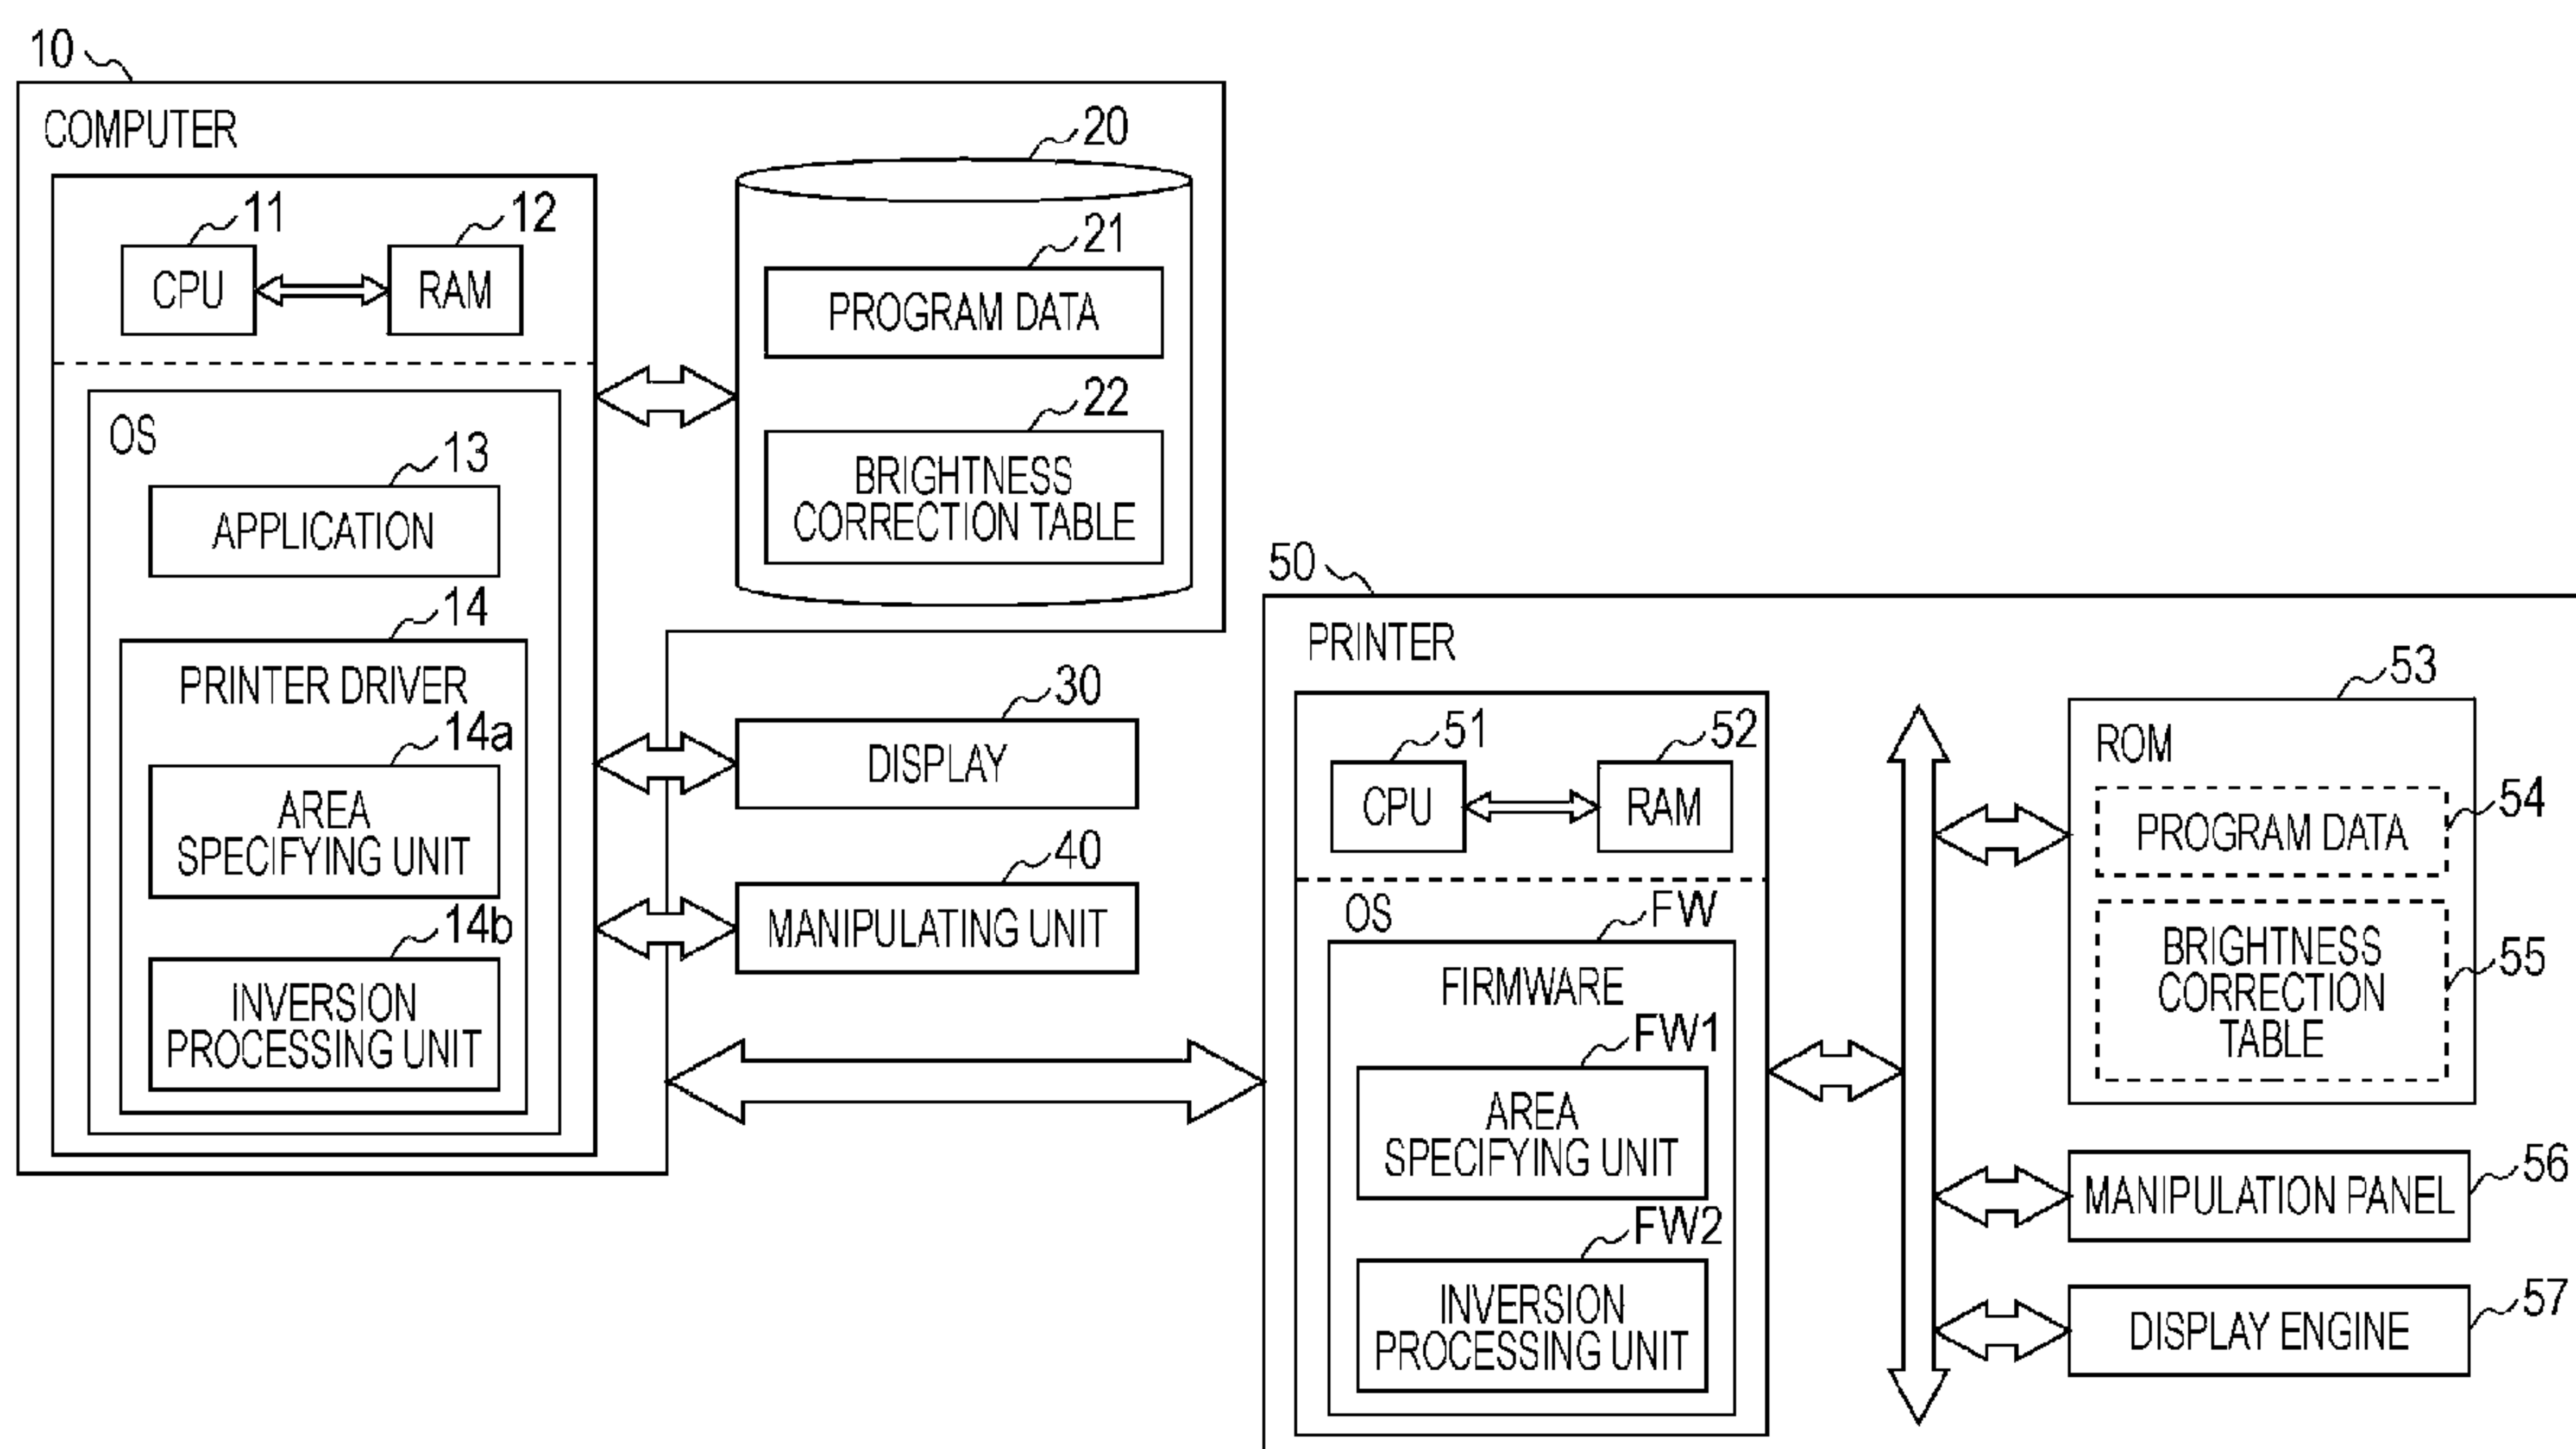 10
COMPUTER
11
12
CPU
RAM
OS
13
APPLICATION
14
PRINTER DRIVER
14a
AREA
SPECIFYING UNIT
14b
INVERSION
PROCESSING UNIT
20
21
PROGRAM DATA
22
BRIGHTNESS
CORRECTION TABLE
30
DISPLAY
40
MANIPULATING UNIT
50
PRINTER
51
52
CPU
RAM
OS
FW
FIRMWARE
FW1
AREA
SPECIFYING UNIT
FW2
INVERSION
PROCESSING UNIT
53
ROM
54
PROGRAM DATA
55
BRIGHTNESS
CORRECTION
TABLE
56
MANIPULATION PANEL
57
DISPLAY ENGINE